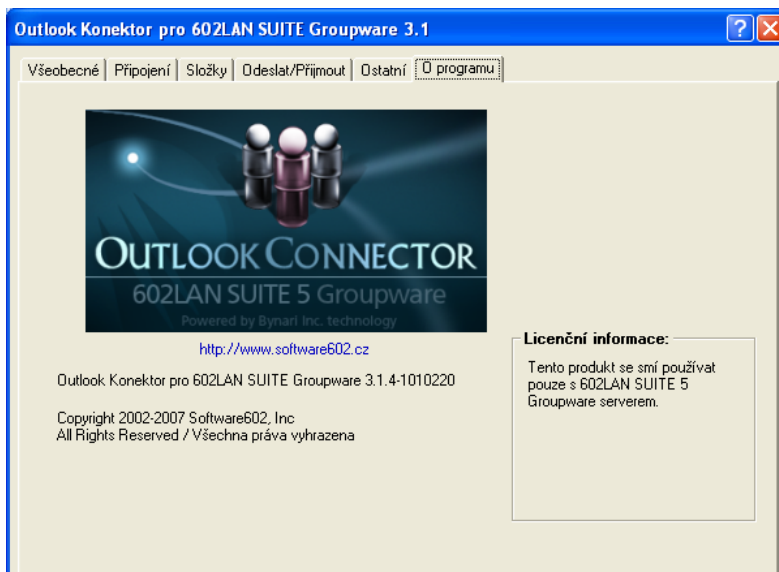 Outlook Konektor pro 602LAN SUITE Groupware 3.1
Všeobecné
Připojení
Složky
Odeslat/Přijmout
Ostatní
O programu
OUTLOOK CONNECTOR
602LAN SUITE 5 Groupware
Powered by Bynari Inc. technology
http://www.software602.cz
Outlook Konektor pro 602LAN SUITE Groupware 3.1.4-1010220
Copyright 2002-2007 Software602, Inc
All Rights Reserved / Všechna práva vyhrazena
Licenční informace:
Tento produkt se smí používat
pouze s 602LAN SUITE 5
Groupware serverem.